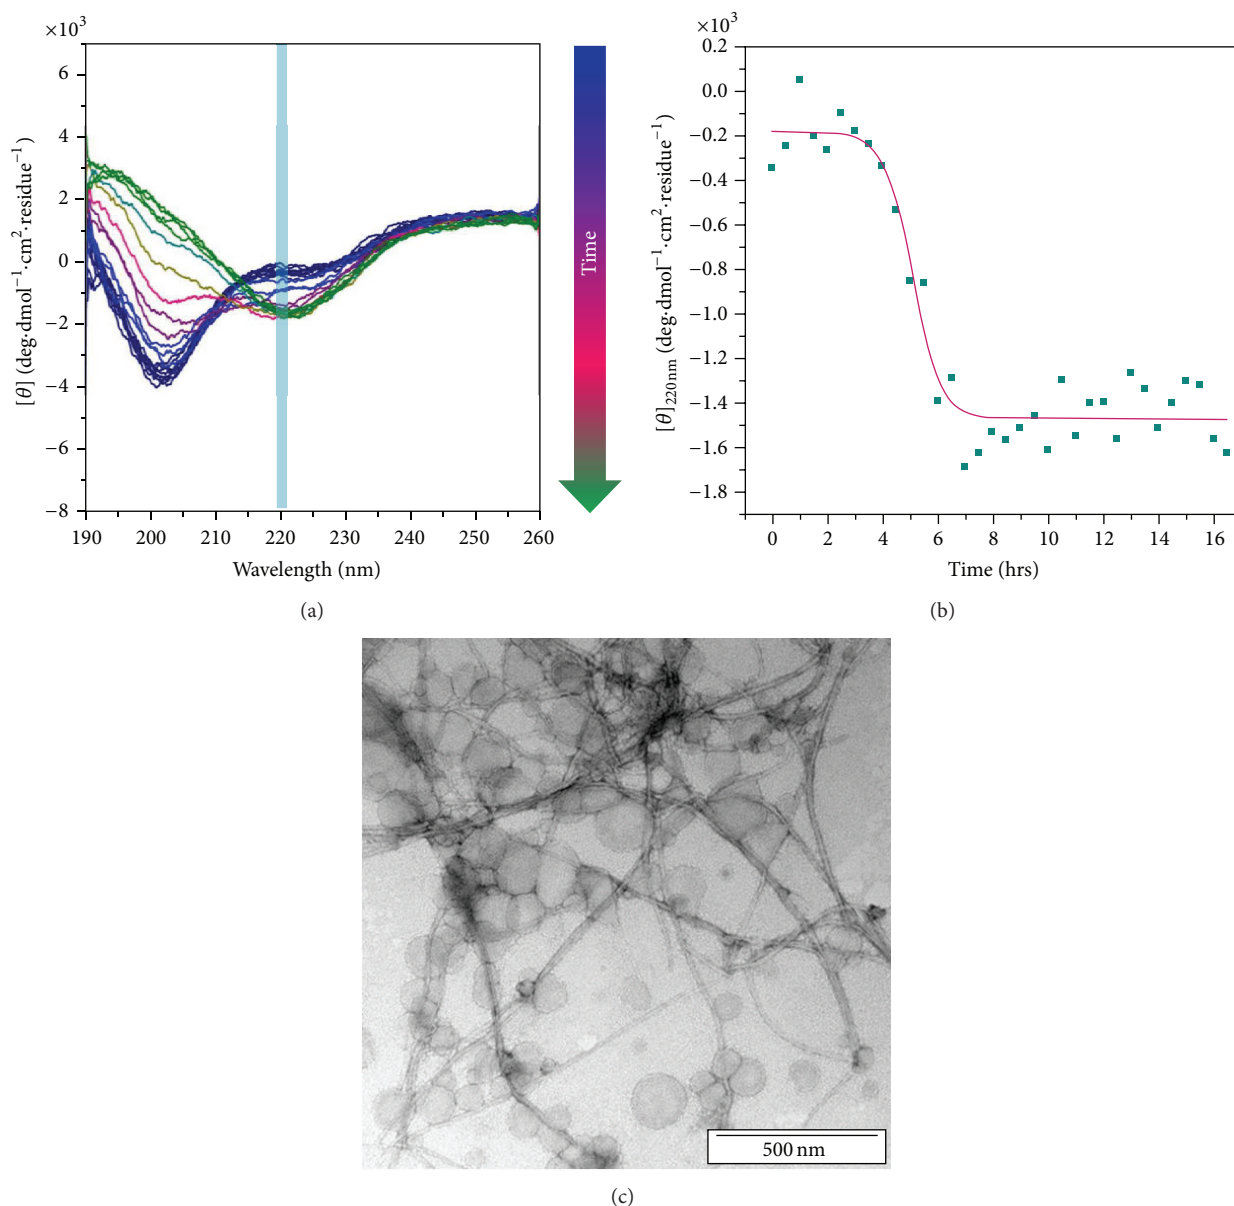 ×10³
6
4
2
0
−2
−4
−6
−8
190 200 210 220 230 240 250 260
[θ] (deg·dmol⁻¹·cm²·residue⁻¹)
Wavelength (nm)
Time
(a)
×10³
0.2
0.0
−0.2
−0.4
−0.6
−0.8
−1.0
−1.2
−1.4
−1.6
−1.8
0 2 4 6 8 10 12 14 16
[θ]₂₂₀ ₙₘ (deg·dmol⁻¹·cm²·residue⁻¹)
Time (hrs)
(b)
500 nm
(c)